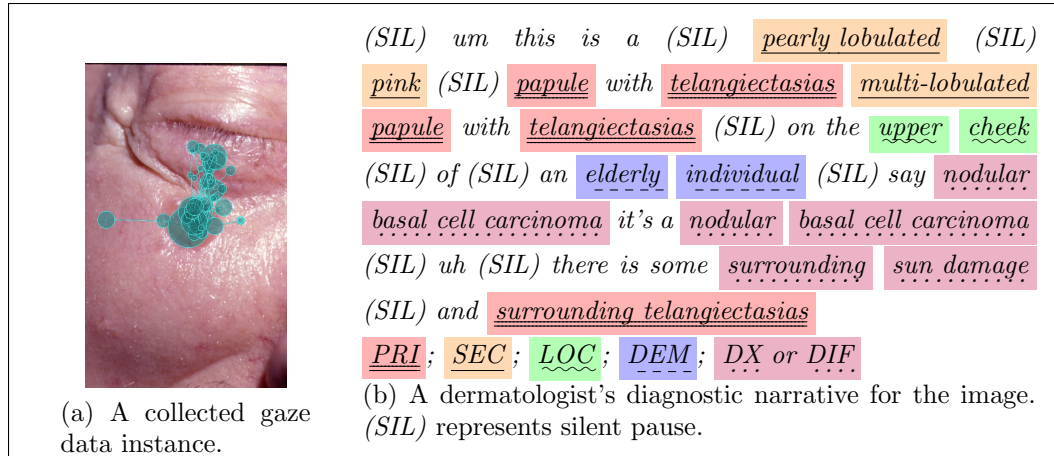 (SIL) um this is a (SIL) pearly lobulated (SIL)
pink (SIL) papule with telangiectasias multi-lobulated
papule with telangiectasias (SIL) on the upper cheek
(SIL) of (SIL) an elderly individual (SIL) say nodular
basal cell carcinoma it's a nodular basal cell carcinoma
(SIL) uh (SIL) there is some surrounding sun damage
(SIL) and surrounding telangiectasias
PRI; SEC; LOC; DEM; DX or DIF
(a) A collected gaze
data instance.
(b) A dermatologist's diagnostic narrative for the image.
(SIL) represents silent pause.